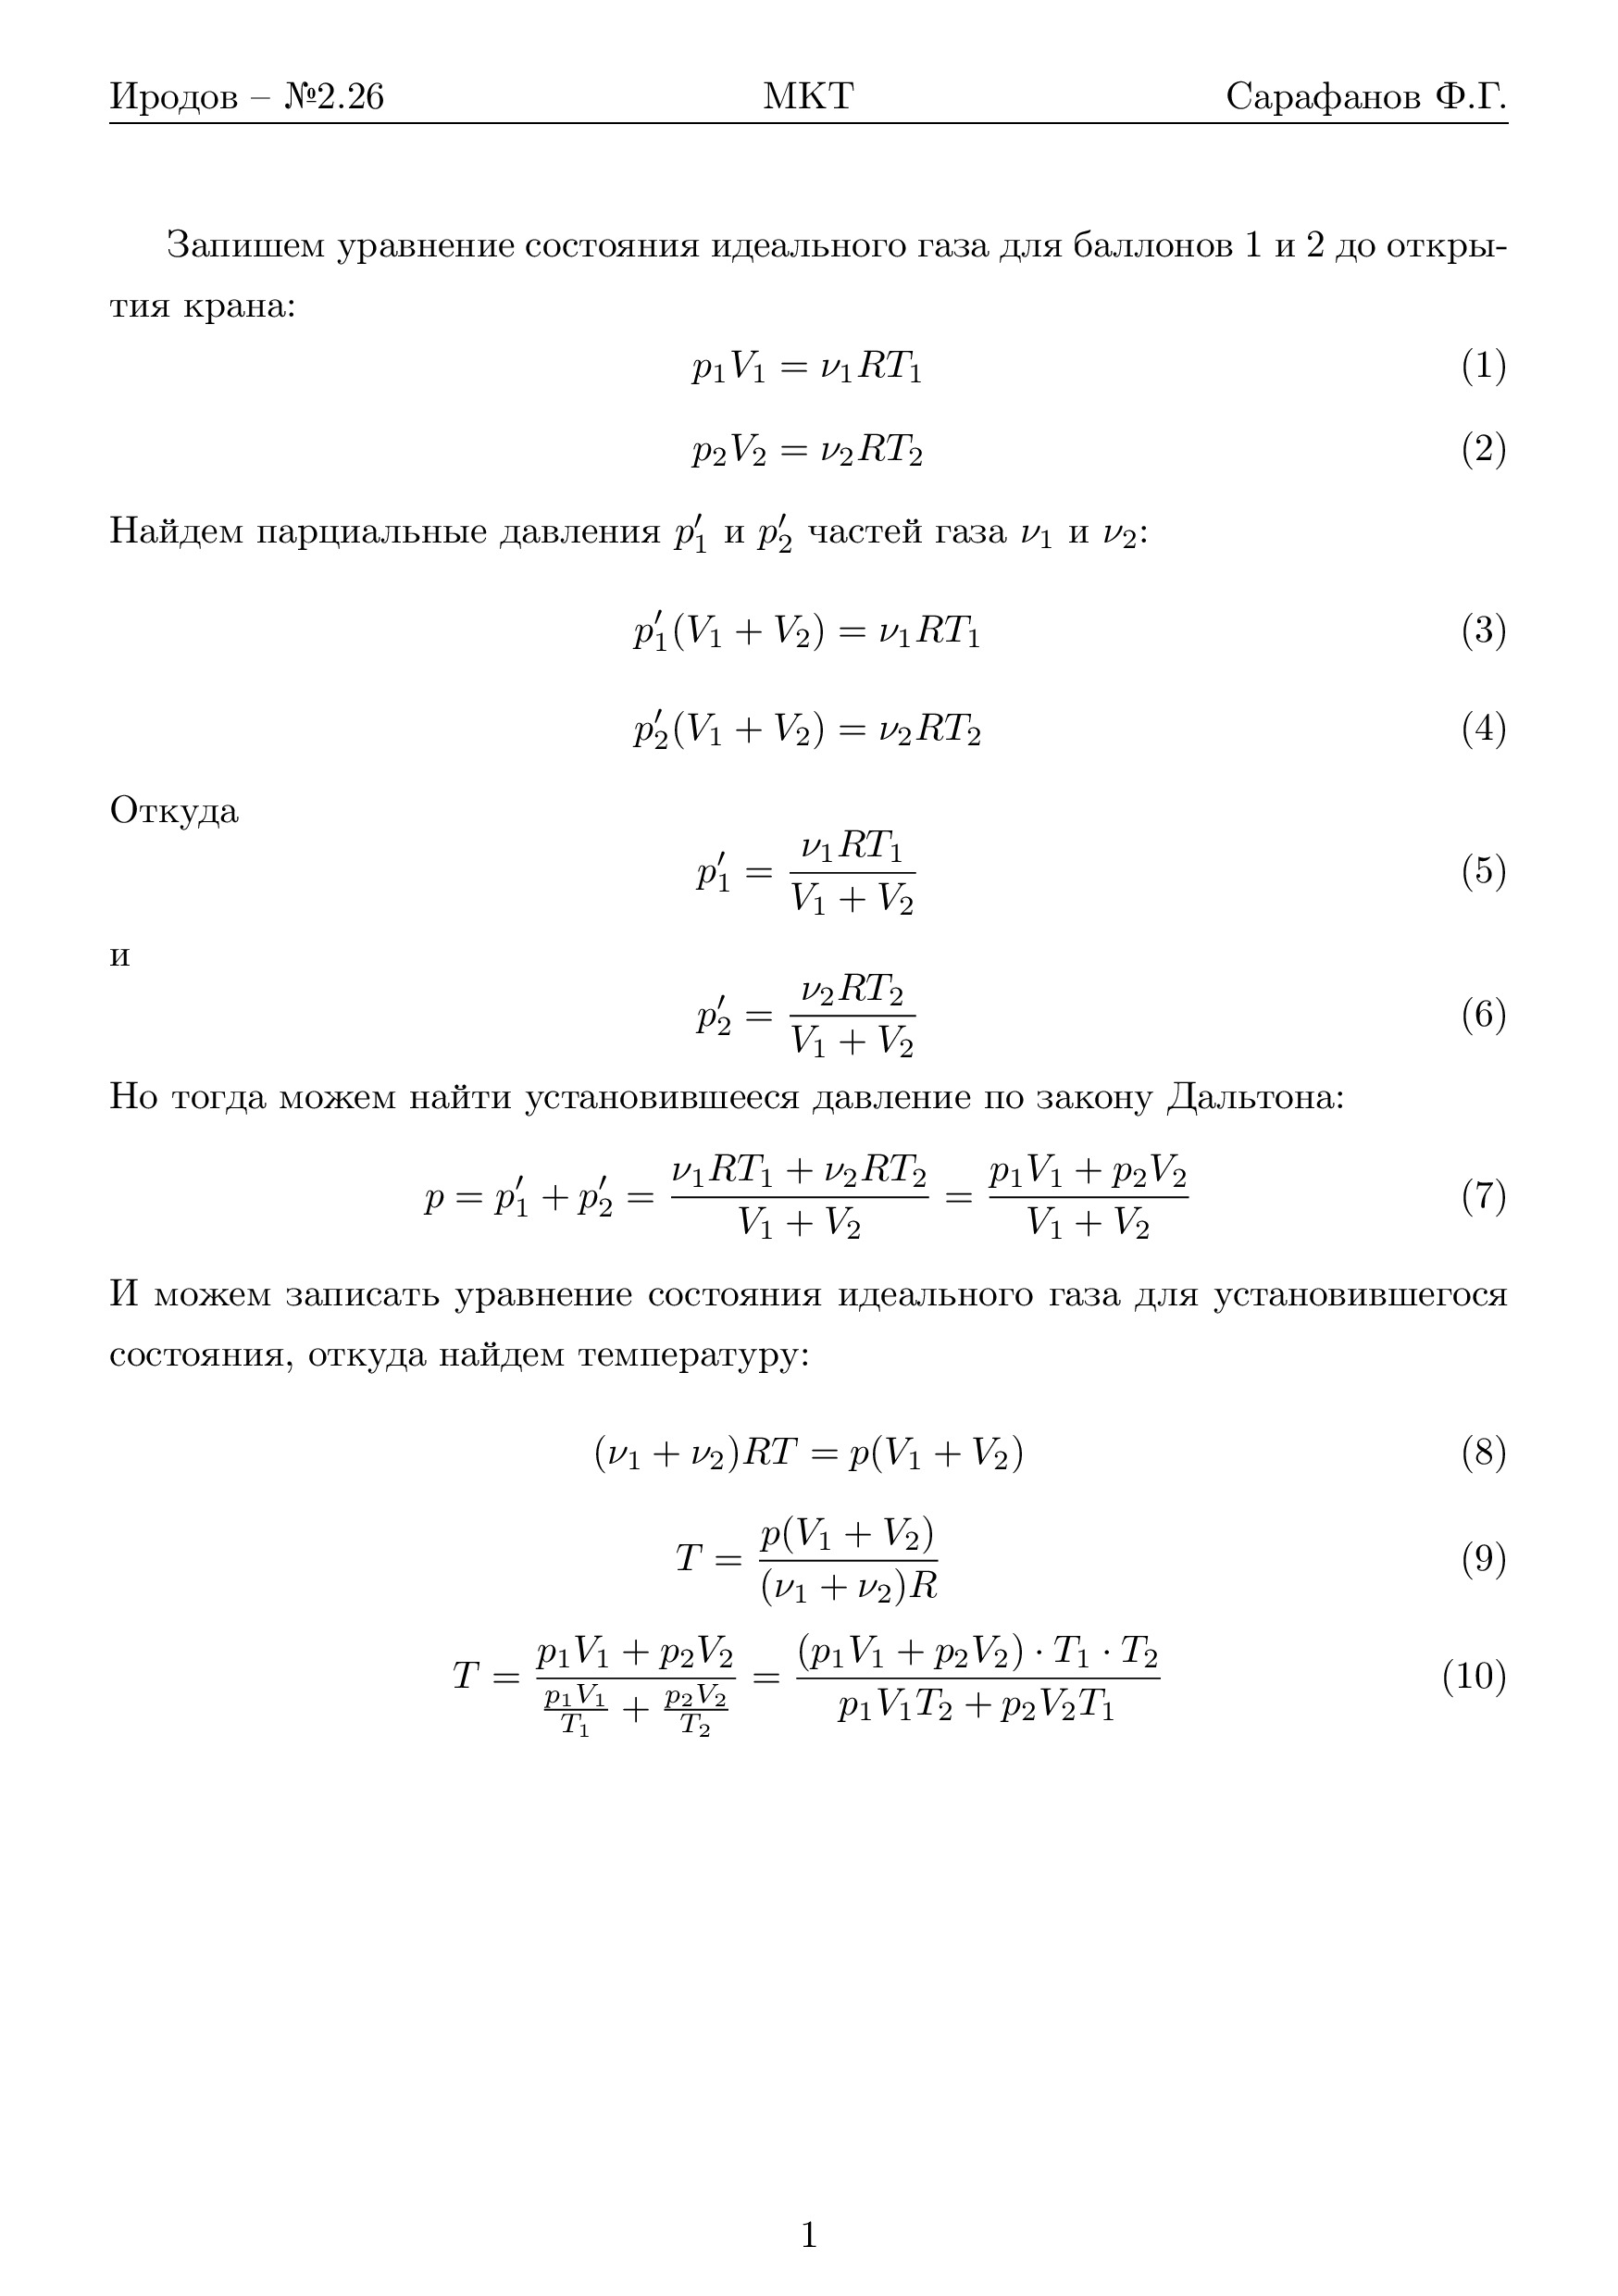 Иродов – №2.26 МКТ Сарафанов Ф.Г.
Запишем уравнение состояния идеального газа для баллонов 1 и 2 до откры-
тия крана:
$p_1V_1 = \nu_1RT_1$ (1)
$p_2V_2 = \nu_2RT_2$ (2)
Найдем парциальные давления $p_1'$ и $p_2'$ частей газа $\nu_1$ и $\nu_2$:
$p_1'(V_1 + V_2) = \nu_1RT_1$ (3)
$p_2'(V_1 + V_2) = \nu_2RT_2$ (4)
Откуда
$p_1' = \frac{\nu_1RT_1}{V_1 + V_2}$ (5)
и
$p_2' = \frac{\nu_2RT_2}{V_1 + V_2}$ (6)
Но тогда можем найти установившееся давление по закону Дальтона:
$p = p_1' + p_2' = \frac{\nu_1RT_1 + \nu_2RT_2}{V_1 + V_2} = \frac{p_1V_1 + p_2V_2}{V_1 + V_2}$ (7)
И можем записать уравнение состояния идеального газа для установившегося
состояния, откуда найдем температуру:
$(\nu_1 + \nu_2)RT = p(V_1 + V_2)$ (8)
$T = \frac{p(V_1 + V_2)}{(\nu_1 + \nu_2)R}$ (9)
$T = \frac{p_1V_1 + p_2V_2}{\frac{p_1V_1}{T_1} + \frac{p_2V_2}{T_2}} = \frac{(p_1V_1 + p_2V_2) \cdot T_1 \cdot T_2}{p_1V_1T_2 + p_2V_2T_1}$ (10)
1